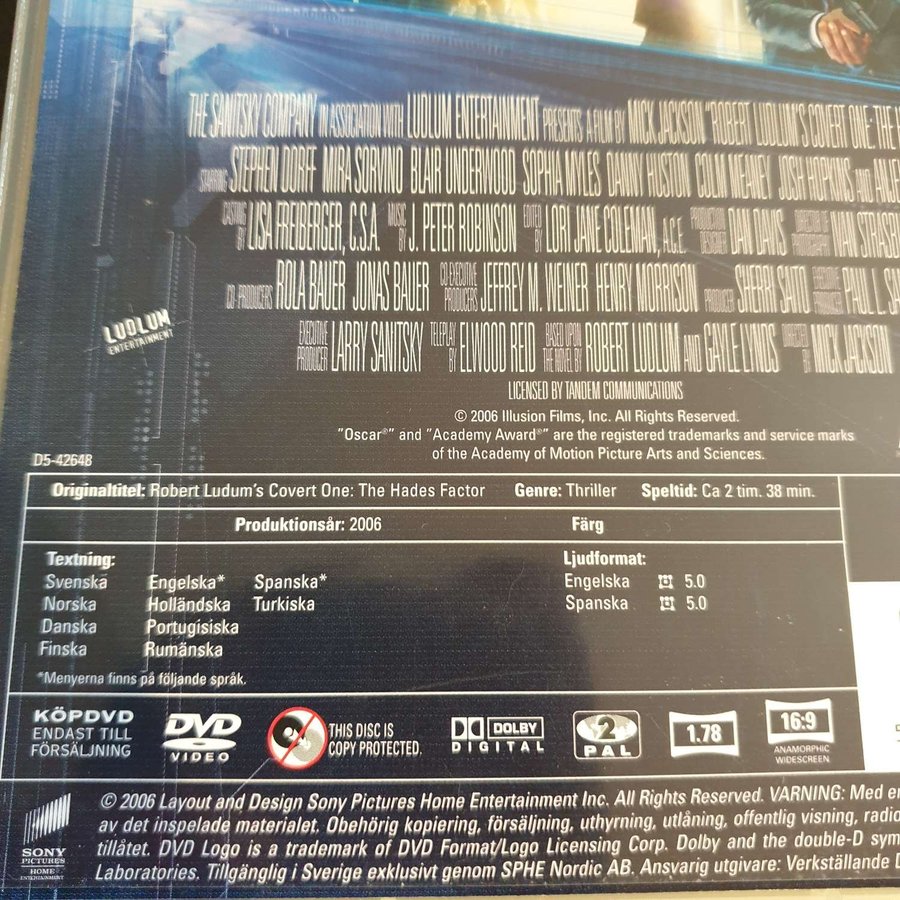 THE SANITSKY COMPANY IN ASSOCIATION WITH LUDLUM ENTERTAINMENT PRESENTS A FILM BY MICK JACKSON "ROBERT LUDLUM'S COVERT ONE: THE
STARRING STEPHEN DORFF MIRA SORVINO BLAIR UNDERWOOD SOPHIA MYLES DANNY HUSTON COLM MEANEY JOSH HOPKINS AND
CASTING BY LISA FREIBERGER, C.S.A. MUSIC BY J. PETER ROBINSON EDITED BY LORI JANE COLEMAN, A.C.E. PRODUCTION DESIGNER DAN DAVIS DIRECTOR OF PHOTOGRAPHY IVAN
CO-PRODUCERS ROLA BAUER JONAS BAUER CO-EXECUTIVE PRODUCERS JEFFREY M. WEINER HENRY MORRISON PRODUCER SHERRI SAITO EXECUTIVE PRODUCER PAUL L.
LUDLUM
ENTERTAINMENT
EXECUTIVE PRODUCER LARRY SANITSKY TELEPLAY BY ELWOOD REID BASED UPON THE NOVEL BY ROBERT LUDLUM AND GAYLE LYNDS DIRECTED BY MICK JACKSON
LICENSED BY TANDEM COMMUNICATIONS
© 2006 Illusion Films, Inc. All Rights Reserved.
"Oscar®" and "Academy Award®" are the registered trademarks and service marks
of the Academy of Motion Picture Arts and Sciences.
D5-42648
Originaltitel: Robert Ludum's Covert One: The Hades Factor Genre: Thriller Speltid: Ca 2 tim. 38 min.
Produktionsår: 2006 Färg
Textning: Ljudformat:
Svenska Engelska* Spanska* Engelska 5.0
Norska Holländska Turkiska Spanska 5.0
Danska Portugisiska
Finska Rumänska
*Menyerna finns på följande språk.
KÖPDVD
ENDAST TILL
FÖRSÄLJNING
DVD
VIDEO
THIS DISC IS
COPY PROTECTED.
DOLBY
DIGITAL
2
PAL
1.78
16:9
ANAMORPHIC
WIDESCREEN
SONY
PICTURES
HOME
ENTERTAINMENT
© 2006 Layout and Design Sony Pictures Home Entertainment Inc. All Rights Reserved. VARNING: Med
av det inspelade materialet. Obehörig kopiering, försäljning, uthyrning, utlåning, offentlig visning,
tillåtet. DVD Logo is a trademark of DVD Format/Logo Licensing Corp. Dolby and the double-D
Laboratories. Tillgänglig i Sverige exklusivt genom SPHE Nordic AB. Ansvarig utgivare: Verkställande